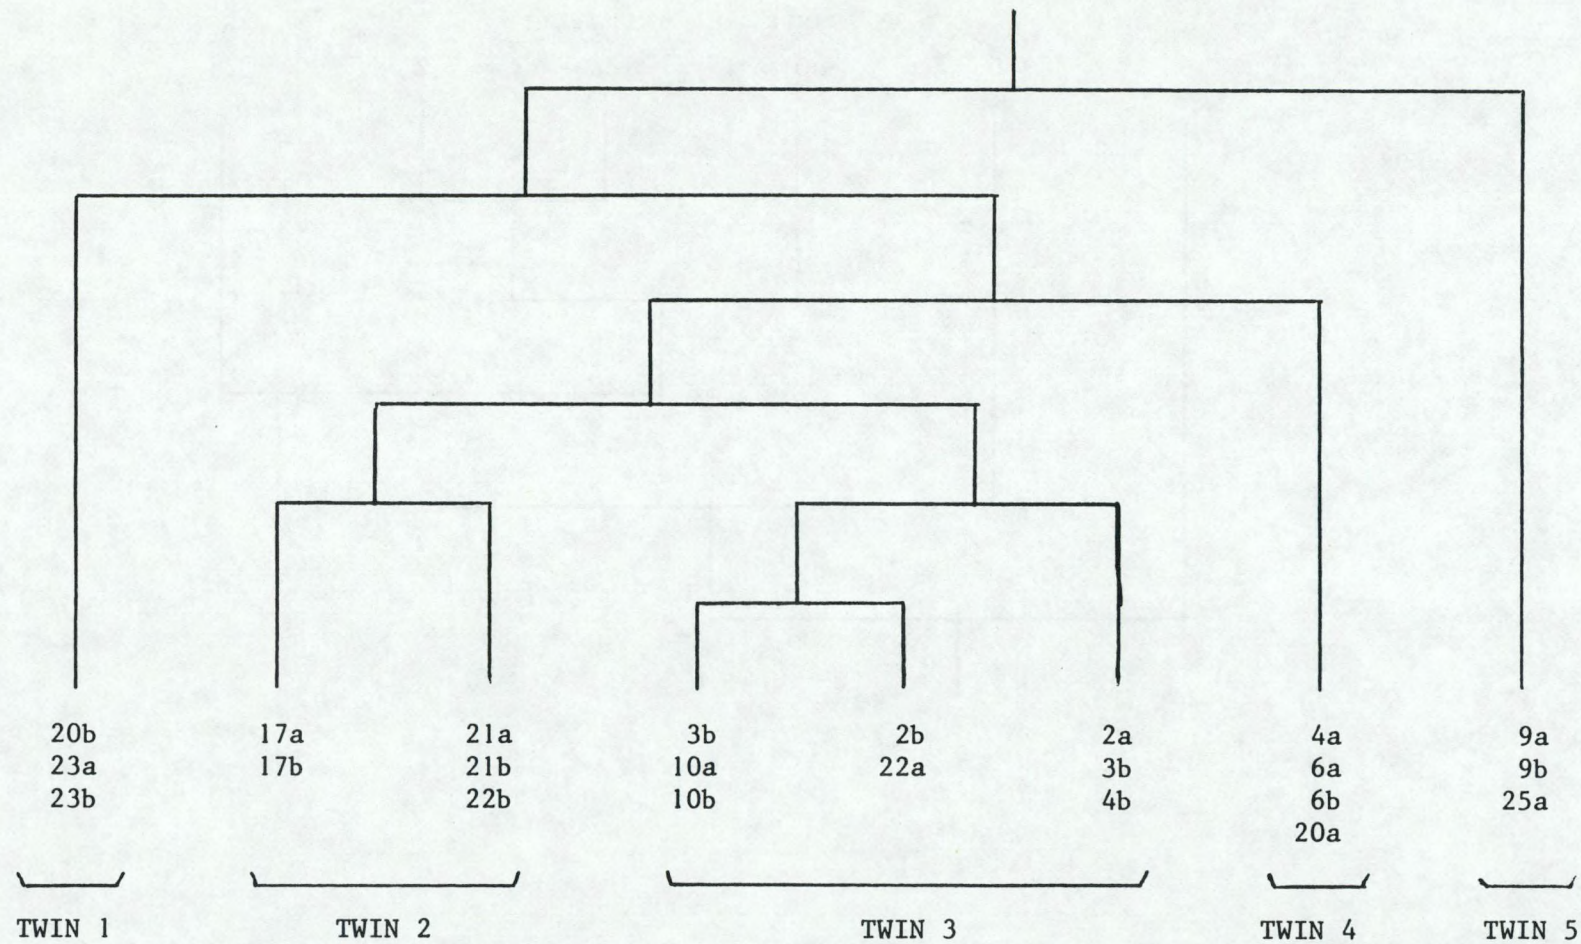 20b 17a 21a 3b 2b 2a 4a 9a
23a 17b 21b 10a 22a 3b 6a 9b
23b 22b 10b 4b 6b 25a
20a
TWIN 1 TWIN 2 TWIN 3 TWIN 4 TWIN 5